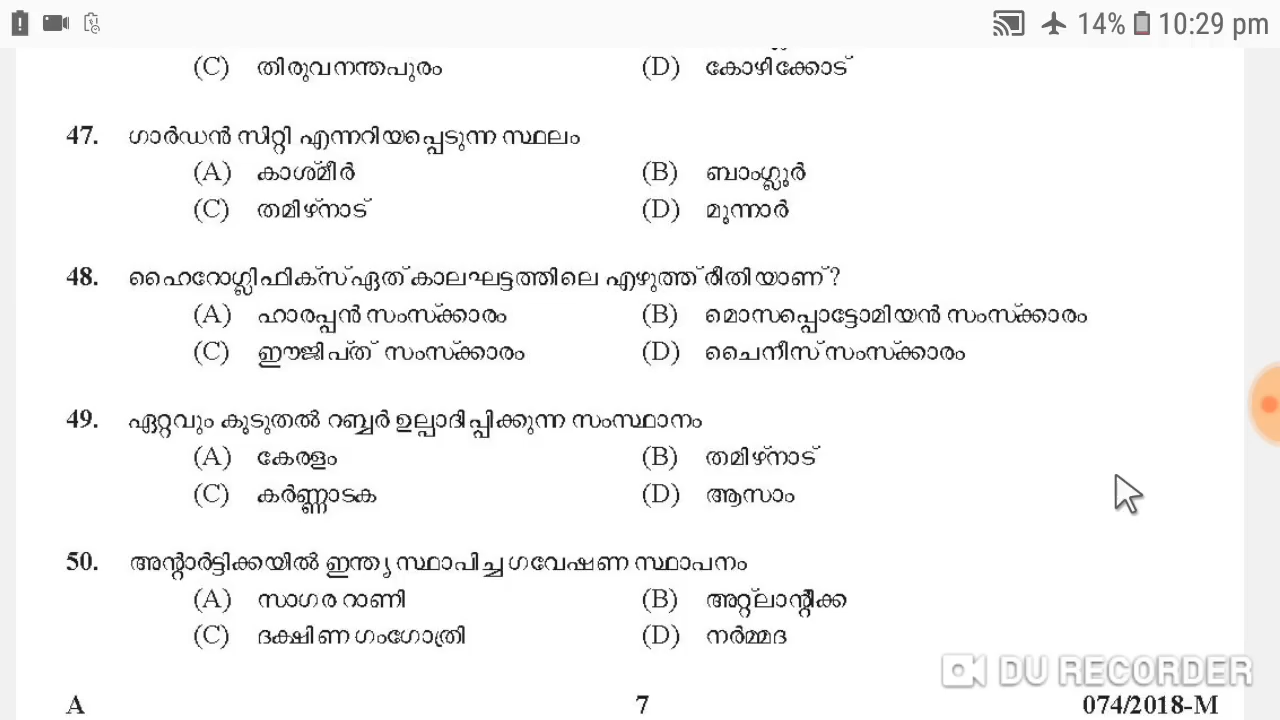 14% 10:29 pm
(C) തിരുവനന്തപുരം (D) കോഴിക്കോട്
47. ഗാർഡൻ സിറ്റി എന്നറിയപ്പെടുന്ന സ്ഥലം
(A) കാശ്മീർ (B) ബാംഗ്ലൂർ
(C) തമിഴ്നാട് (D) മൂന്നാർ
48. ഹൈറോഗ്ലിഫിക്സ് ഏത് കാലഘട്ടത്തിലെ എഴുത്ത് രീതിയാണ് ?
(A) ഹാരപ്പൻ സംസ്ക്കാരം (B) മൊസപ്പൊട്ടോമിയൻ സംസ്ക്കാരം
(C) ഈജിപ്ത് സംസ്ക്കാരം (D) ചൈനീസ് സംസ്ക്കാരം
49. ഏറ്റവും കൂടുതൽ റബ്ബർ ഉല്പാദിപ്പിക്കുന്ന സംസ്ഥാനം
(A) കേരളം (B) തമിഴ്നാട്
(C) കർണ്ണാടക (D) ആസാം
50. അന്റാർട്ടിക്കയിൽ ഇന്ത്യ സ്ഥാപിച്ച ഗവേഷണ സ്ഥാപനം
(A) സാഗര റാണി (B) അറ്റ്ലാന്റിക്ക
(C) ദക്ഷിണ ഗംഗോത്രി (D) നർമ്മദ
DU RECORDER
A 7 074/2018-M